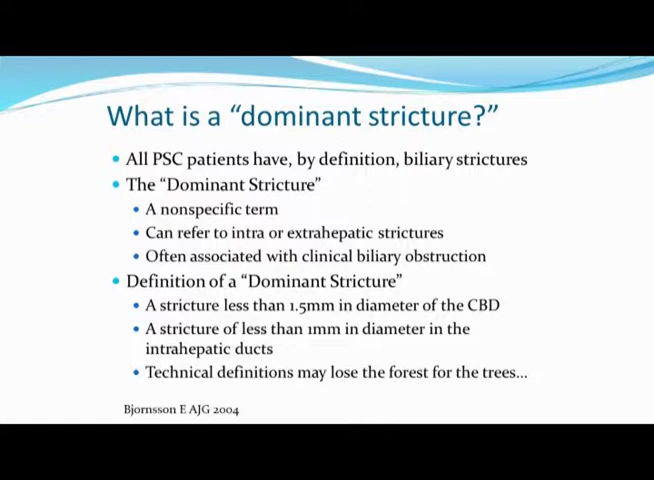 What is a “dominant stricture?”
• All PSC patients have, by definition, biliary strictures
• The “Dominant Stricture”
• A nonspecific term
• Can refer to intra or extrahepatic strictures
• Often associated with clinical biliary obstruction
• Definition of a “Dominant Stricture”
• A stricture less than 1.5mm in diameter of the CBD
• A stricture of less than 1mm in diameter in the
intrahepatic ducts
• Technical definitions may lose the forest for the trees...
Bjornsson E AJG 2004